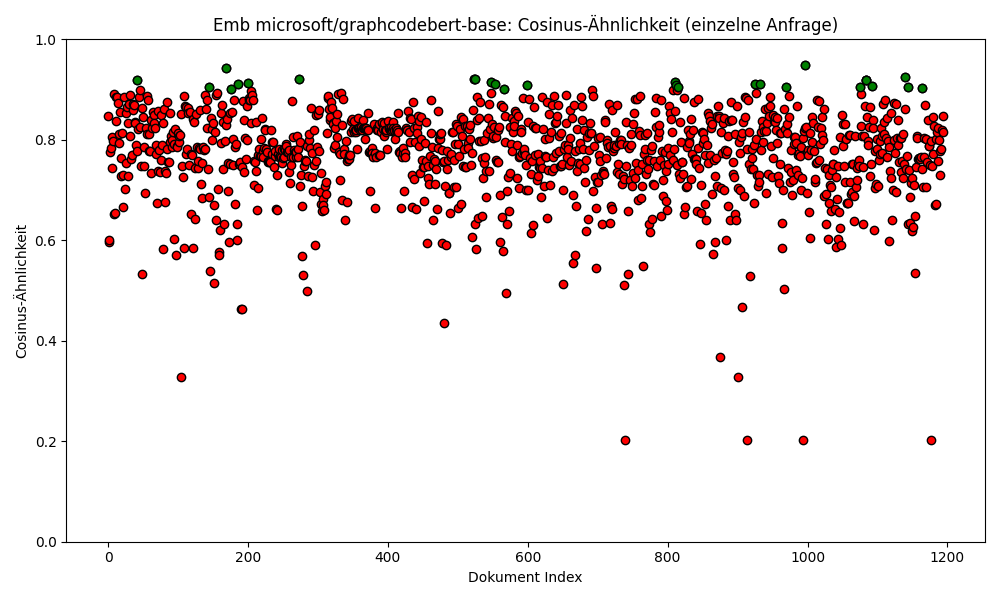 Emb microsoft/graphcodebert-base: Cosinus-Ähnlichkeit (einzelne Anfrage)
1.0
0.8
0.6
0.4
0.2
0.0
Cosinus-Ähnlichkeit
0 200 400 600 800 1000 1200
Dokument Index